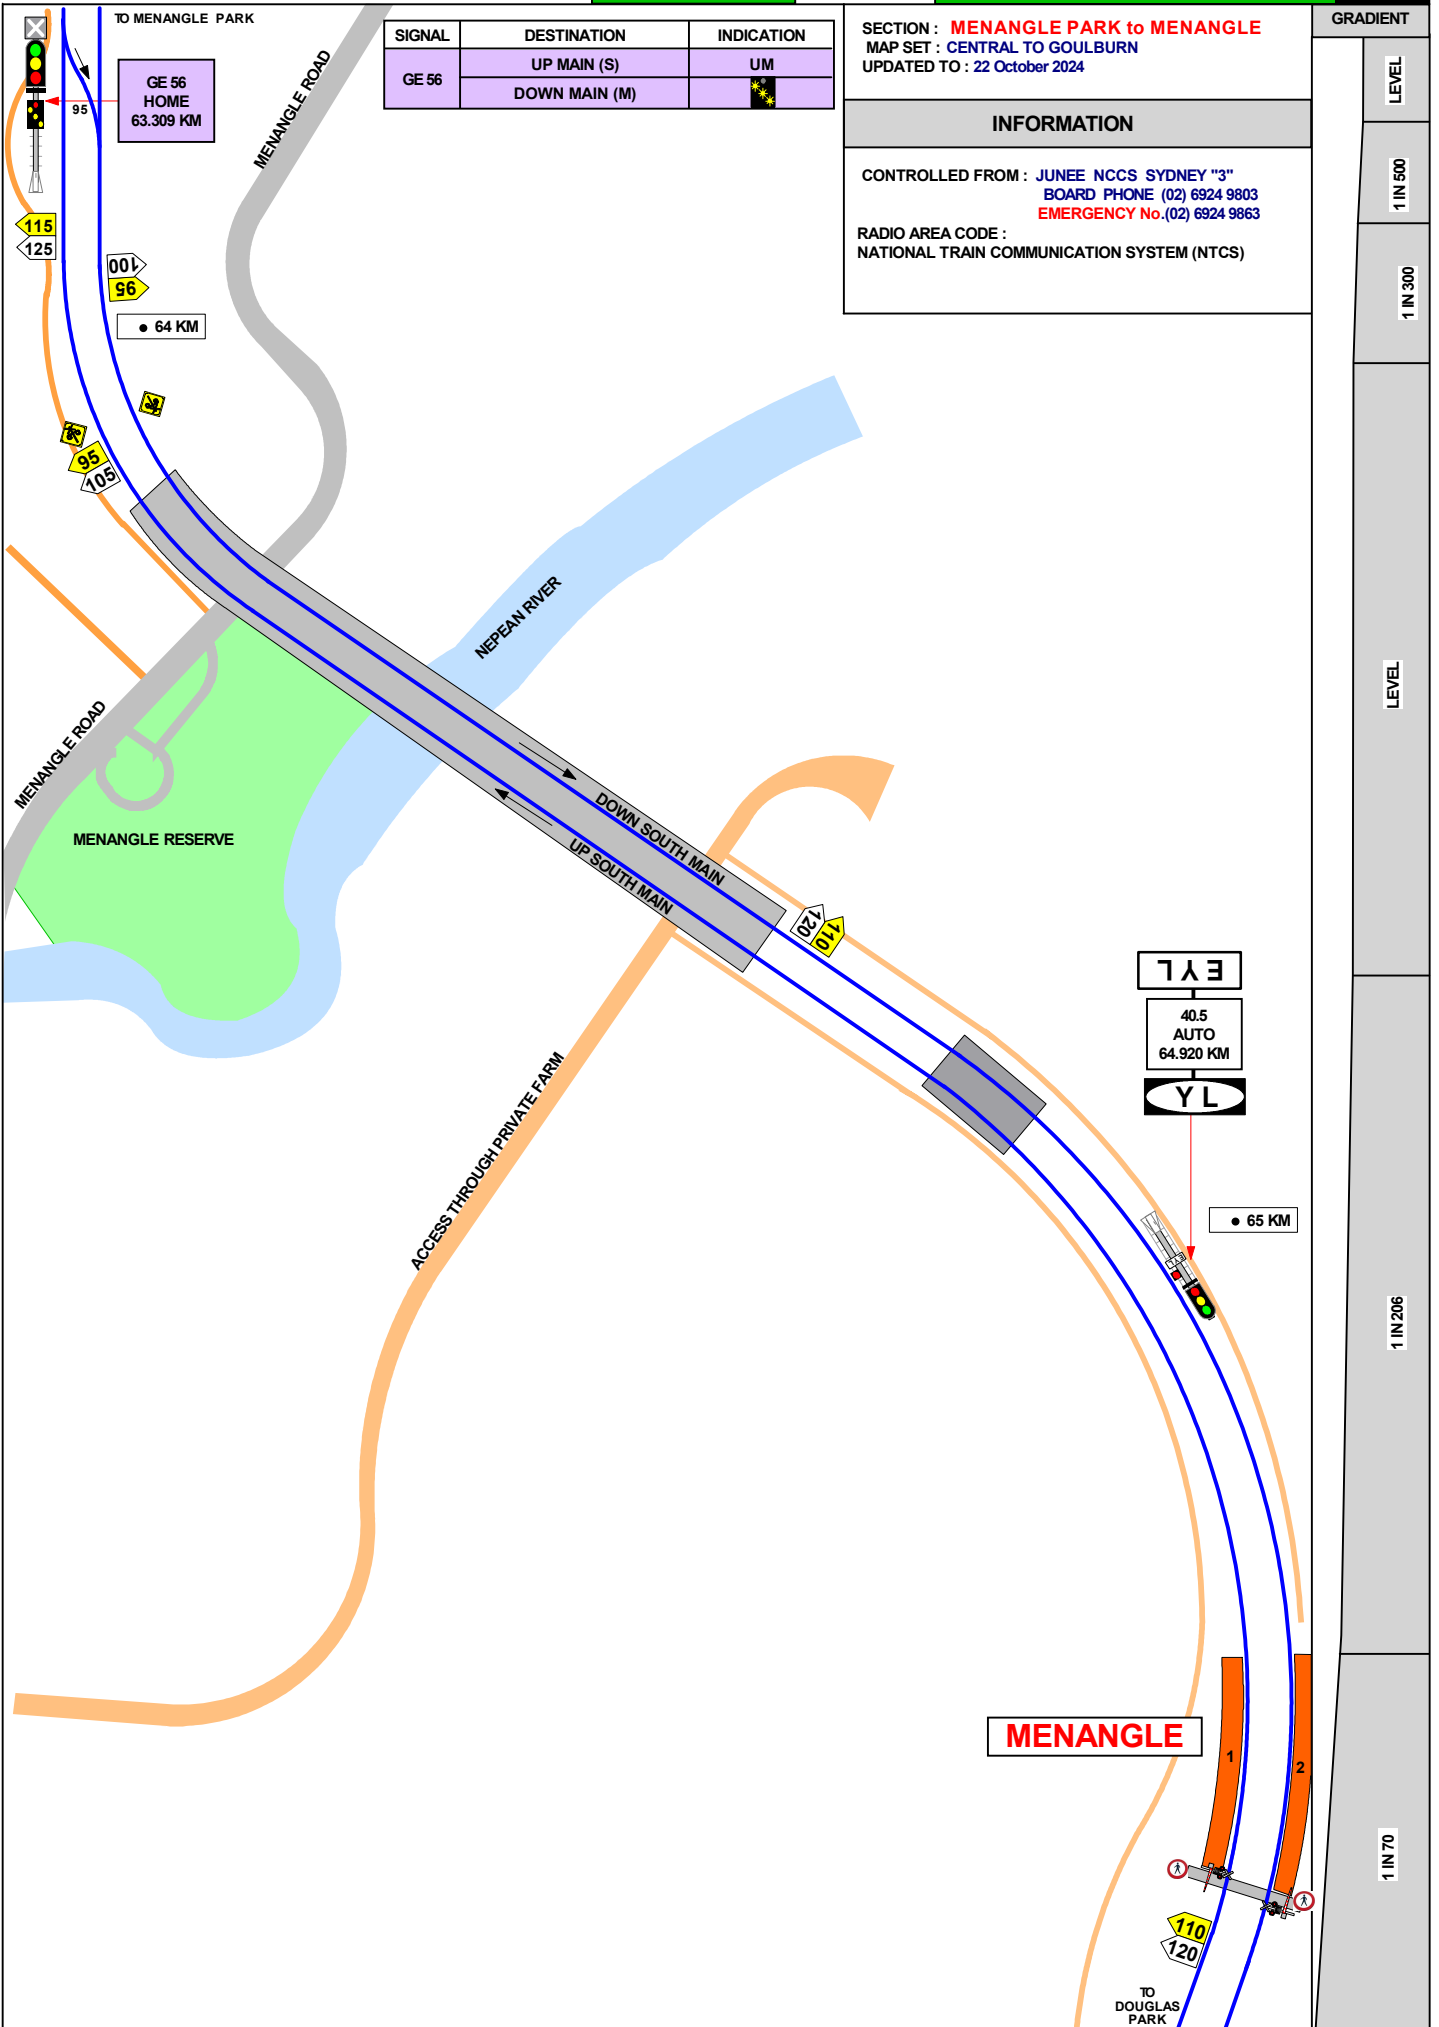 TO MENANGLE PARK
GE 56
HOME
63.309 KM
95
SIGNAL DESTINATION INDICATION
GE 56 UP MAIN (S) UM
DOWN MAIN (M)
SECTION : MENANGLE PARK to MENANGLE
MAP SET : CENTRAL TO GOULBURN
UPDATED TO : 22 October 2024
INFORMATION
CONTROLLED FROM : JUNEE NCCS SYDNEY "3"
BOARD PHONE (02) 6924 9803
EMERGENCY No.(02) 6924 9863
RADIO AREA CODE :
NATIONAL TRAIN COMMUNICATION SYSTEM (NTCS)
GRADIENT
LEVEL
1 IN 500
1 IN 300
LEVEL
1 IN 206
1 IN 70
MENANGLE ROAD
115
125
100
95
64 KM
95
105
NEPEAN RIVER
MENANGLE ROAD
MENANGLE RESERVE
DOWN SOUTH MAIN
UP SOUTH MAIN
120
110
EYL
40.5
AUTO
64.920 KM
YL
65 KM
EYL
ACCESS THROUGH PRIVATE FARM
MENANGLE
1
2
110
120
TO
DOUGLAS
PARK